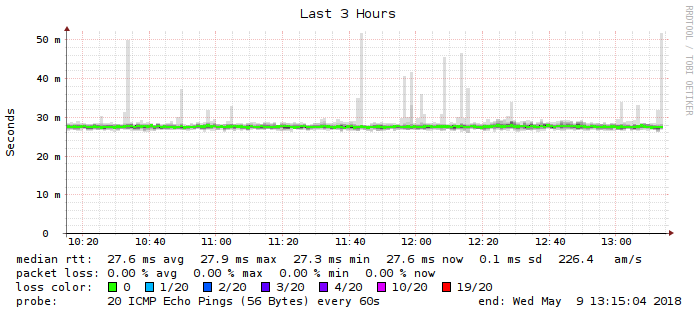 Last 3 Hours
RRDTOOL / TOBI OETIKER
Seconds
50 m
40 m
30 m
20 m
10 m
0
10:20 10:40 11:00 11:20 11:40 12:00 12:20 12:40 13:00
median rtt: 27.6 ms avg 27.9 ms max 27.3 ms min 27.6 ms now 0.1 ms sd 226.4 am/s
packet loss: 0.00 % avg 0.00 % max 0.00 % min 0.00 % now
loss color: 0 1/20 2/20 3/20 4/20 10/20 19/20
probe: 20 ICMP Echo Pings (56 Bytes) every 60s end: Wed May 9 13:15:04 2018